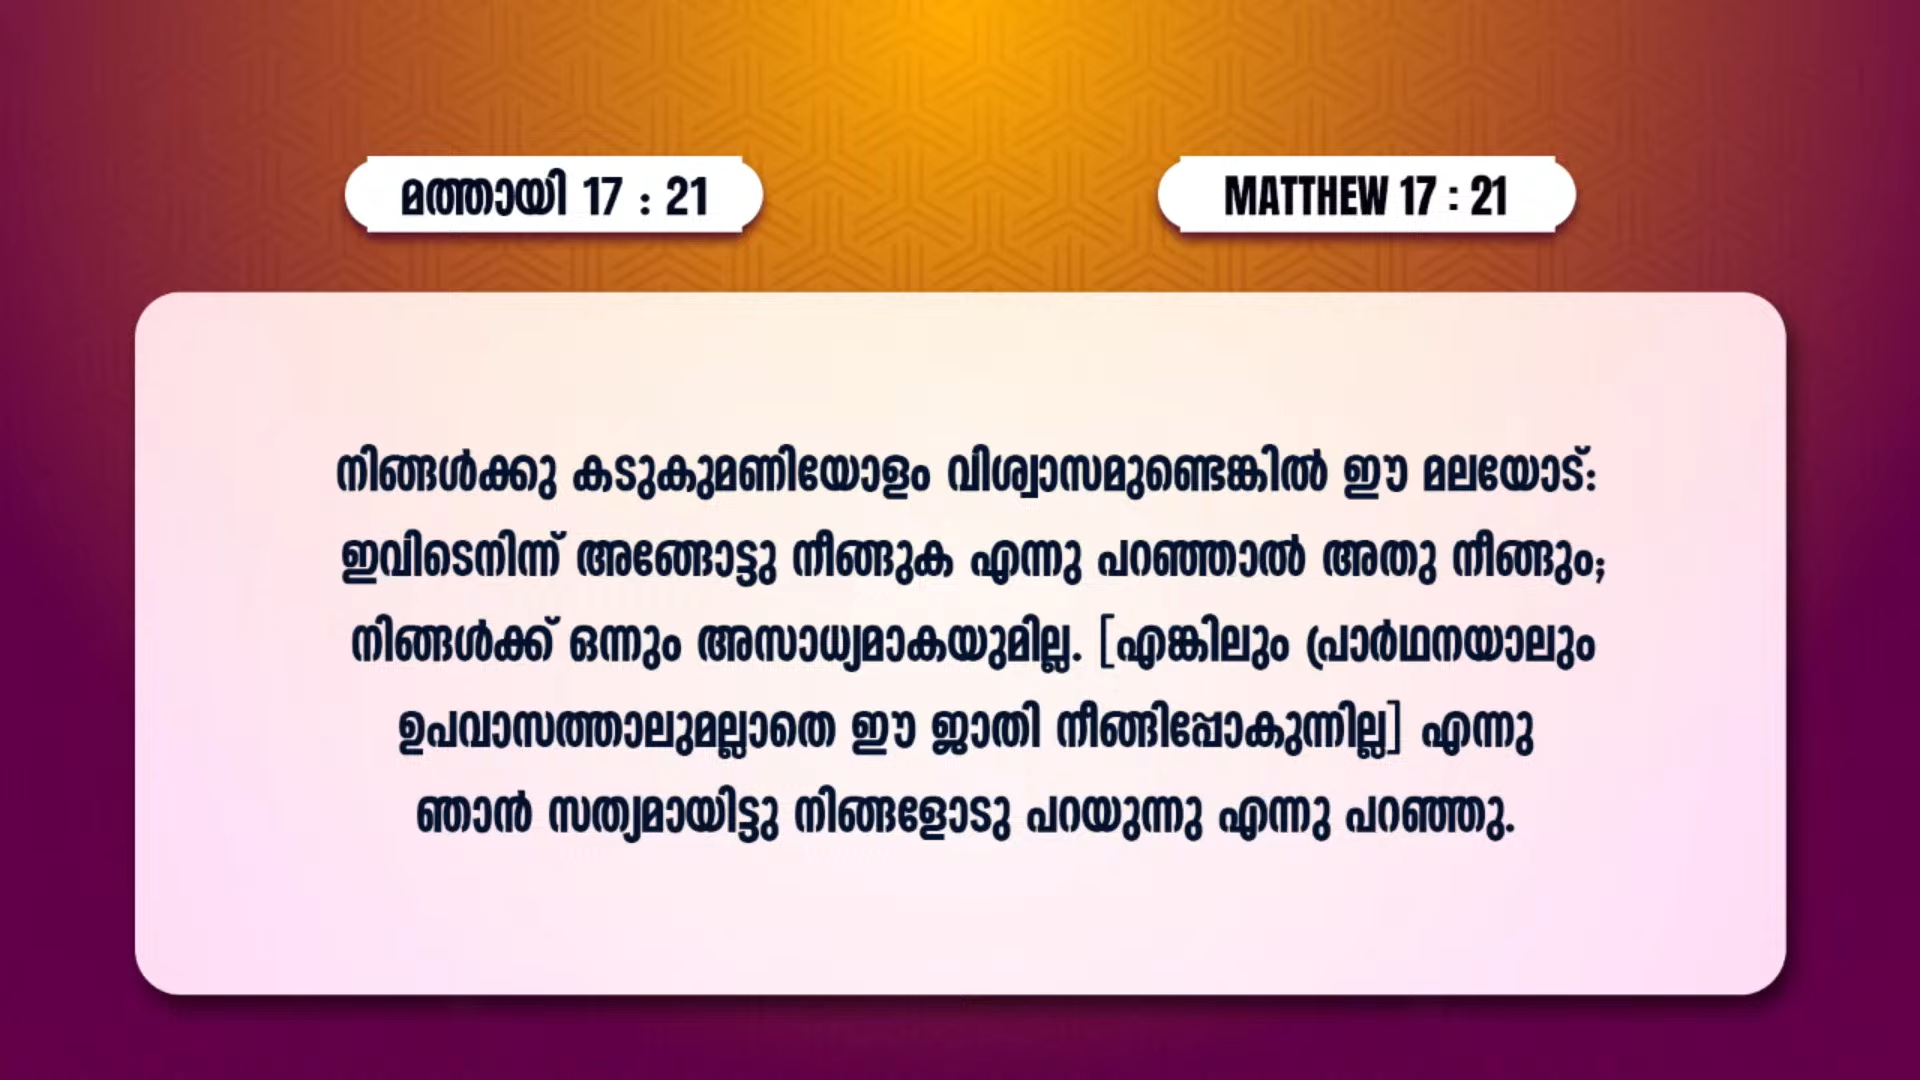 മത്തായി 17 : 21
MATTHEW 17 : 21
നിങ്ങൾക്കു കടുകുമണിയോളം വിശ്വാസമുണ്ടെങ്കിൽ ഈ മലയോട്:
ഇവിടെനിന്ന് അങ്ങോട്ടു നീങ്ങുക എന്നു പറഞ്ഞാൽ അതു നീങ്ങും;
നിങ്ങൾക്ക് ഒന്നും അസാധ്യമാകയുമില്ല. [എങ്കിലും പ്രാർഥനയാലും
ഉപവാസത്താലുമല്ലാതെ ഈ ജാതി നീങ്ങിപ്പോകുന്നില്ല] എന്നു
ഞാൻ സത്യമായിട്ടു നിങ്ങളോടു പറയുന്നു എന്നു പറഞ്ഞു.